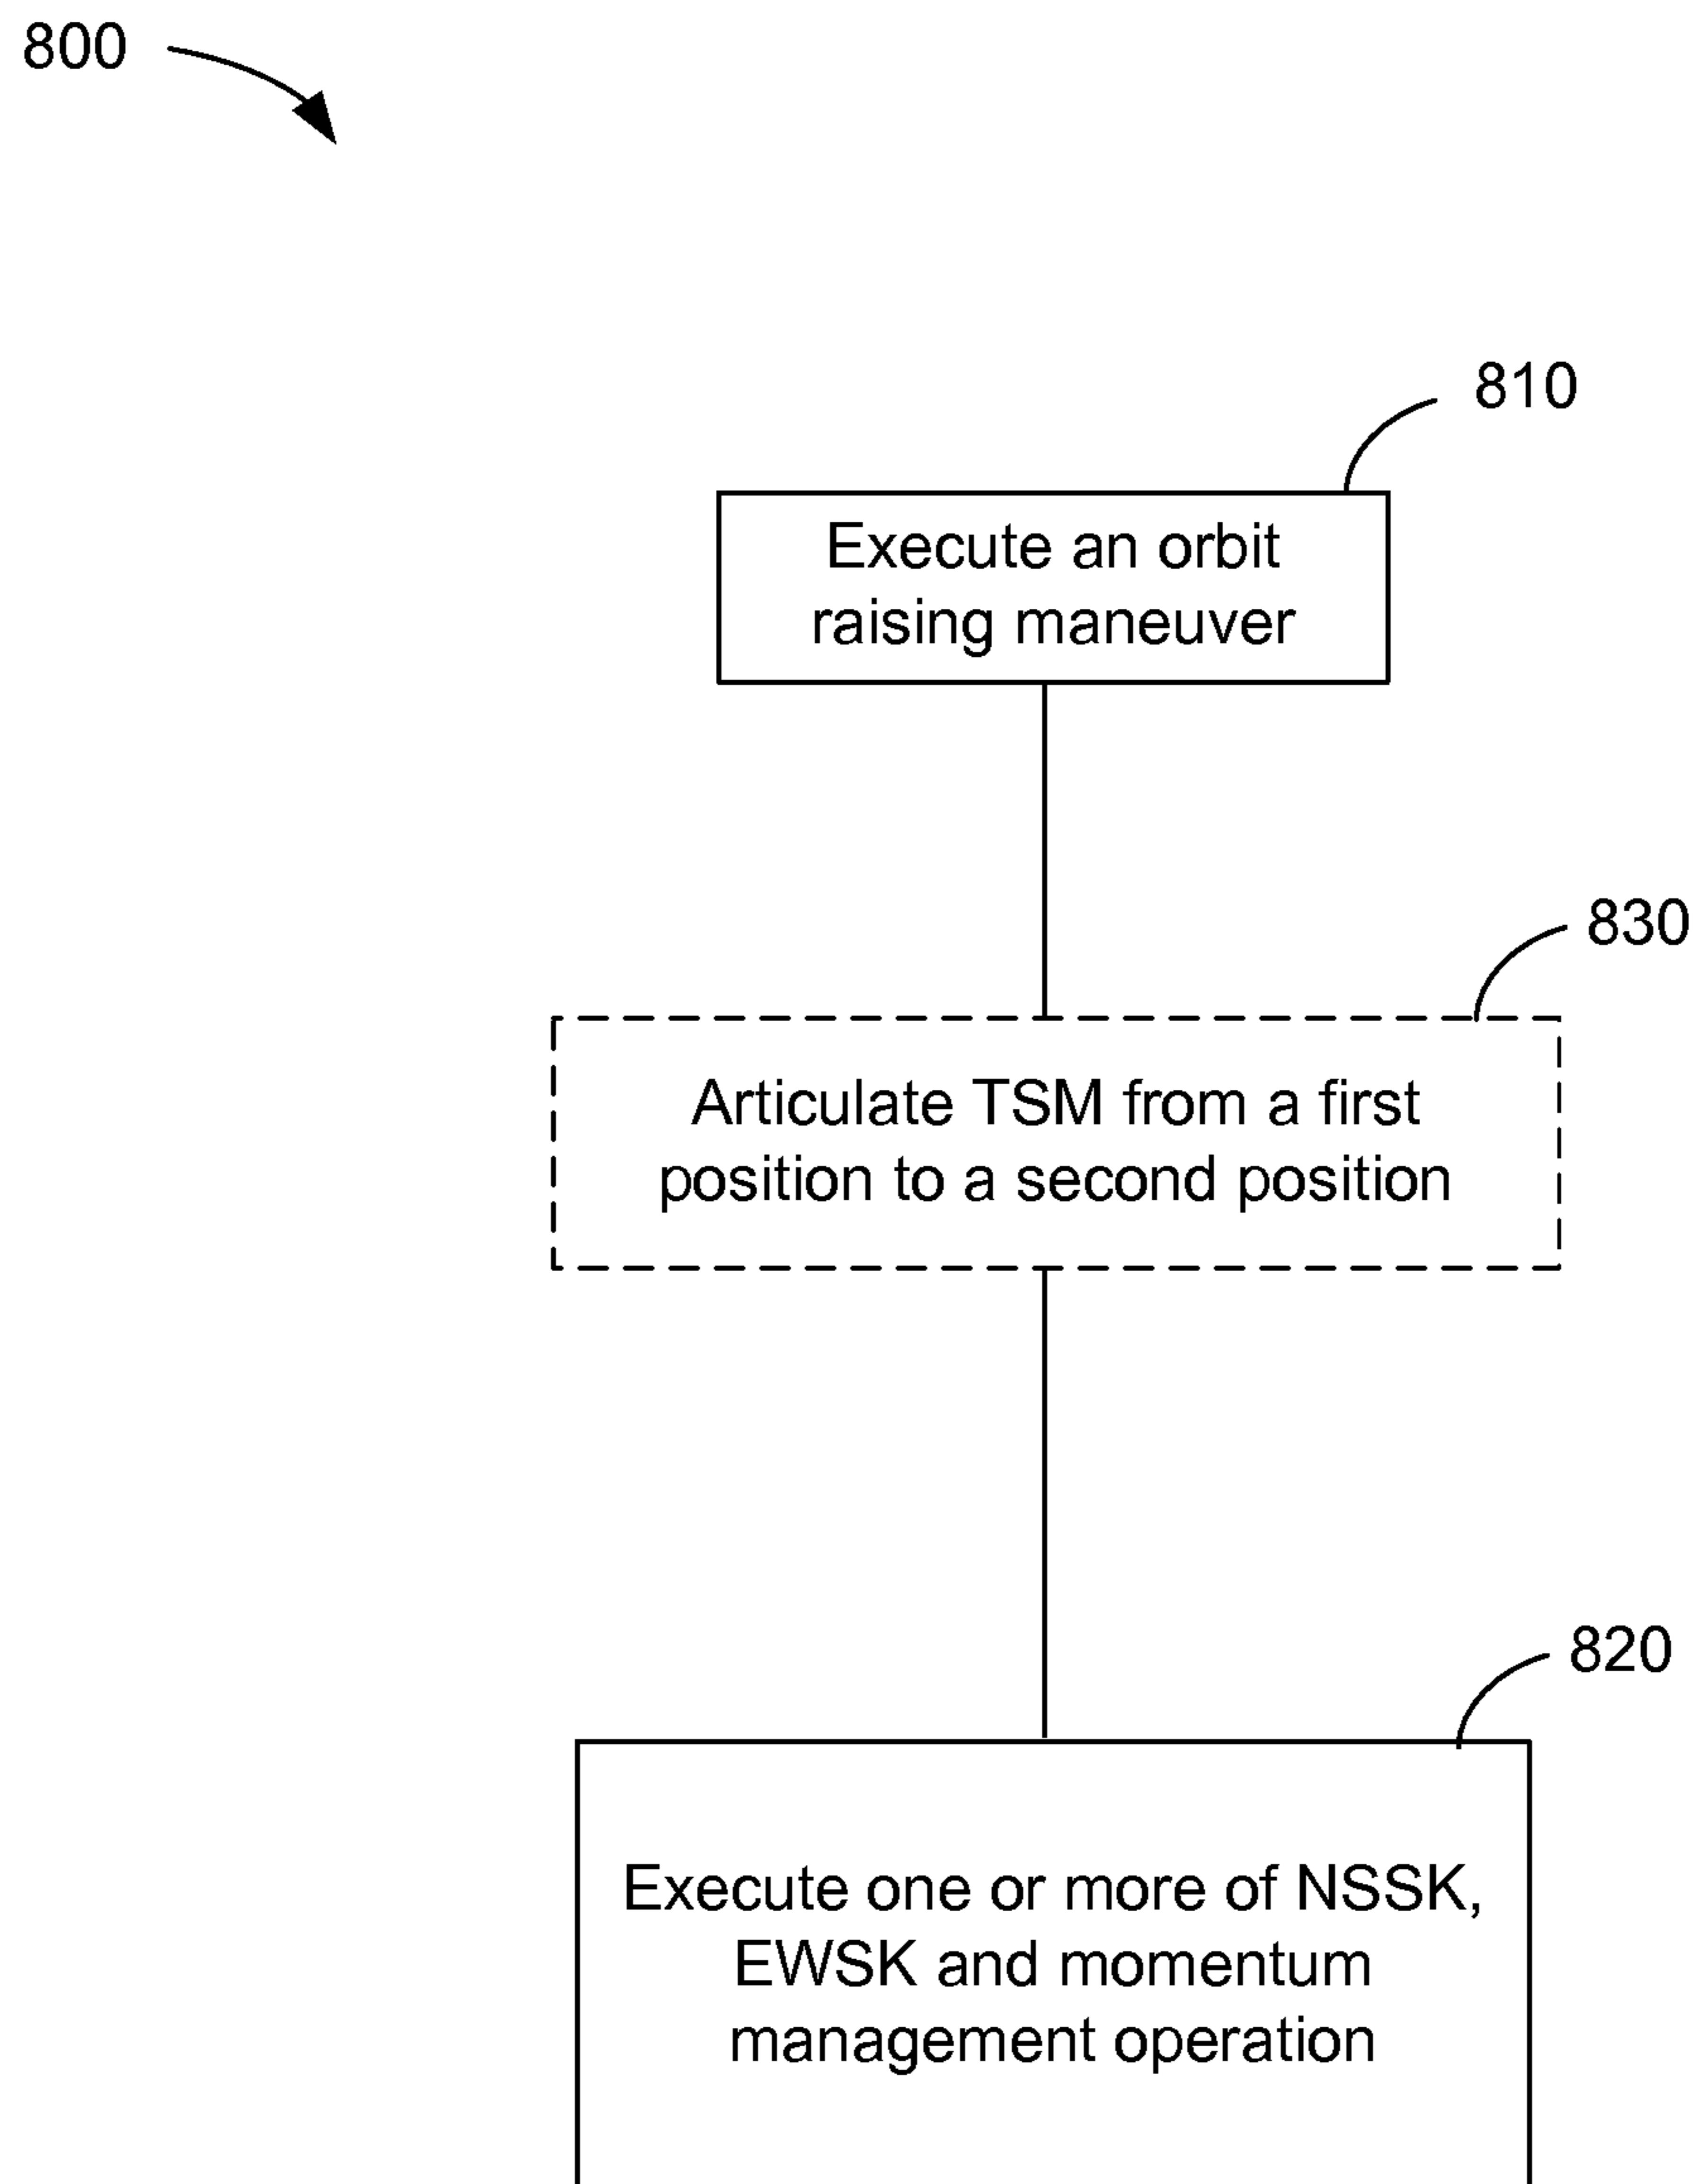 800
810
Execute an orbit
raising maneuver
830
Articulate TSM from a first
position to a second position
820
Execute one or more of NSSK,
EWSK and momentum
management operation